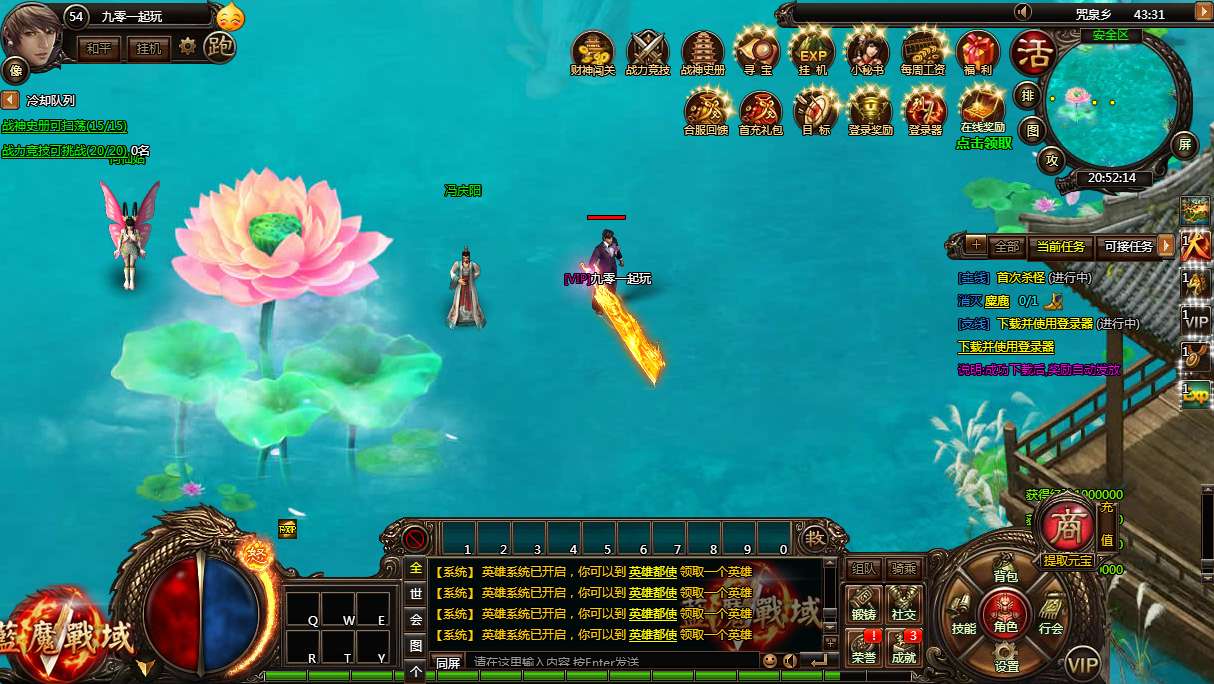 54 九零一起玩
和平 挂机 跑
像
冷却队列
战神史册可扫荡(15/15)
战力竞技可挑战(20/20) 0名
何仙姑
冯庆阳
[VIP]九零一起玩
财神闯关 战力竞技 战神史册 寻宝 挂机 小秘书 每周工资 福利
EXP
合服回馈 首充礼包 目标 登录奖励 登录器 在线奖励
点击领取
咒泉乡 43:31
安全区
活
排
图
攻
屏
20:52:14
+ 全部 当前任务 可接任务
[主线] 首次杀怪 (进行中)
消灭 麋鹿 0/1
[支线] 下载并使用登录器 (进行中)
下载并使用登录器
说明:成功下载后,奖励自动发放
VIP
Exp
EXP
怒
藍魔戰域
Q W E
R T Y
1 2 3 4 5 6 7 8 9 0
救
全
世
会
图
个
【系统】 英雄系统已开启，你可以到 英雄都使 领取一个英雄
【系统】 英雄系统已开启，你可以到 英雄都使 领取一个英雄
【系统】 英雄系统已开启，你可以到 英雄都使 领取一个英雄
【系统】 英雄系统已开启，你可以到 英雄都使 领取一个英雄
同屏 请在这里输入内容,按Enter发送
组队 骑乘
锻铸 社交
荣誉 ! 成就 3
商
充值
提取元宝
背包
技能 角色 行会
设置
VIP